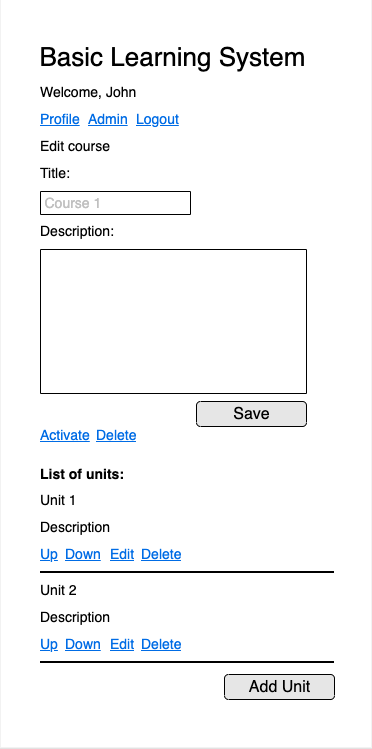 Basic Learning System
Welcome, John
Profile Admin Logout
Edit course
Title:
Course 1
Description:
Save
Activate Delete
List of units:
Unit 1
Description
Up Down Edit Delete
Unit 2
Description
Up Down Edit Delete
Add Unit